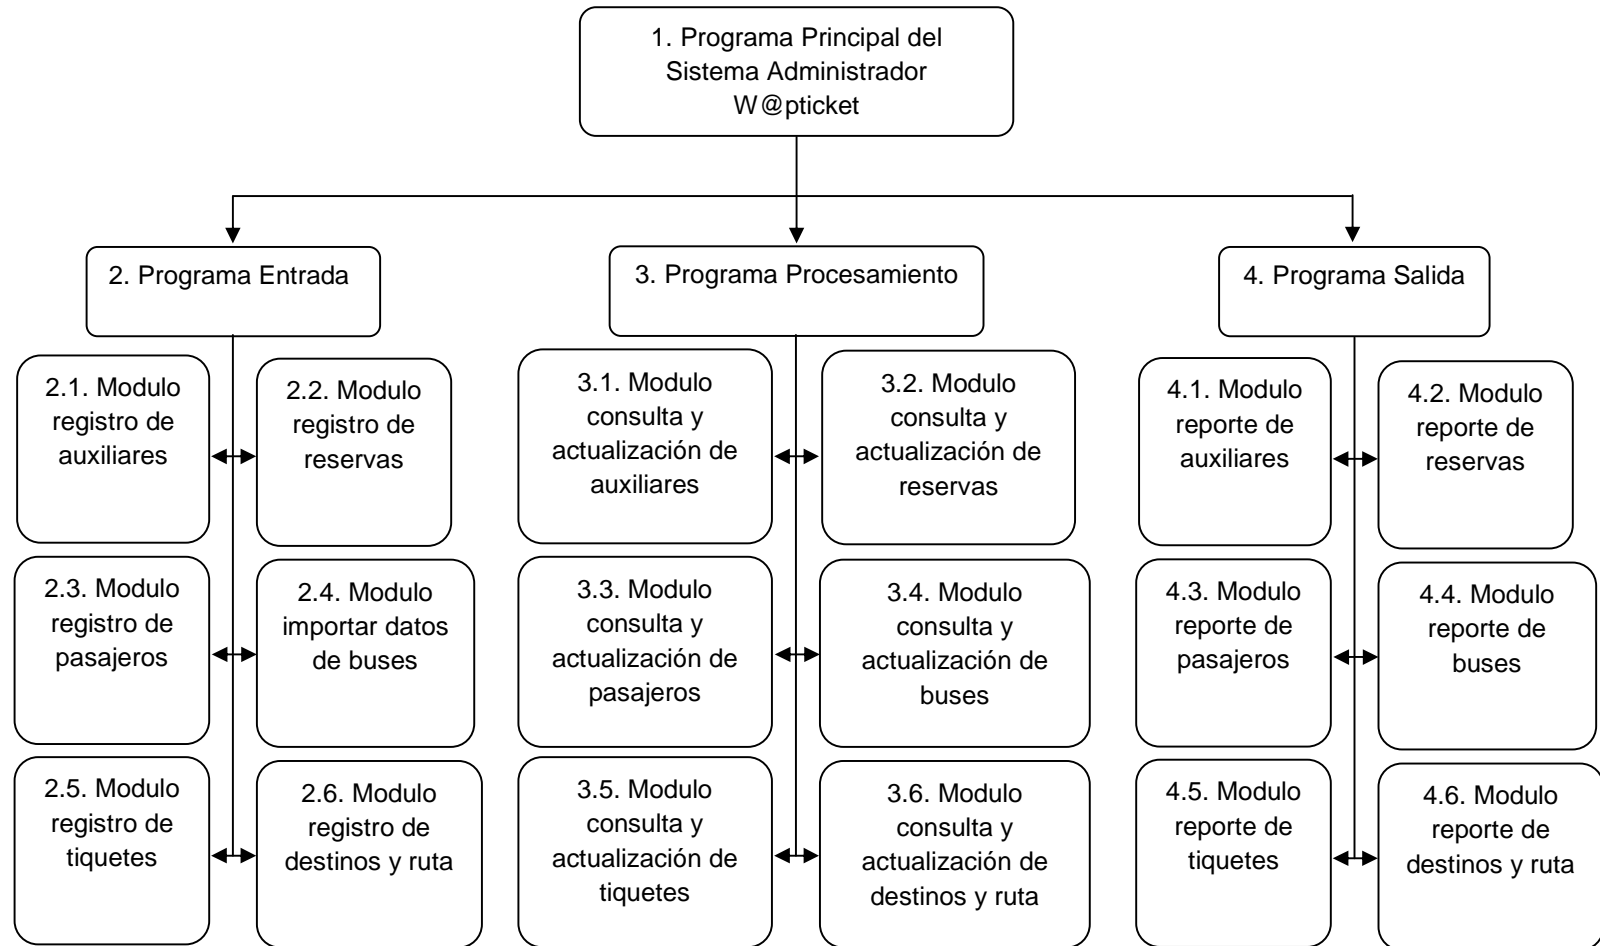 1. Programa Principal del
Sistema Administrador
W@pticket
2. Programa Entrada
3. Programa Procesamiento
4. Programa Salida
2.1. Modulo
registro de
auxiliares
2.2. Modulo
registro de
reservas
2.3. Modulo
registro de
pasajeros
2.4. Modulo
importar datos
de buses
2.5. Modulo
registro de
tiquetes
2.6. Modulo
registro de
destinos y ruta
3.1. Modulo
consulta y
actualización de
auxiliares
3.2. Modulo
consulta y
actualización de
reservas
3.3. Modulo
consulta y
actualización de
pasajeros
3.4. Modulo
consulta y
actualización de
buses
3.5. Modulo
consulta y
actualización de
tiquetes
3.6. Modulo
consulta y
actualización de
destinos y ruta
4.1. Modulo
reporte de
auxiliares
4.2. Modulo
reporte de
reservas
4.3. Modulo
reporte de
pasajeros
4.4. Modulo
reporte de
buses
4.5. Modulo
reporte de
tiquetes
4.6. Modulo
reporte de
destinos y ruta